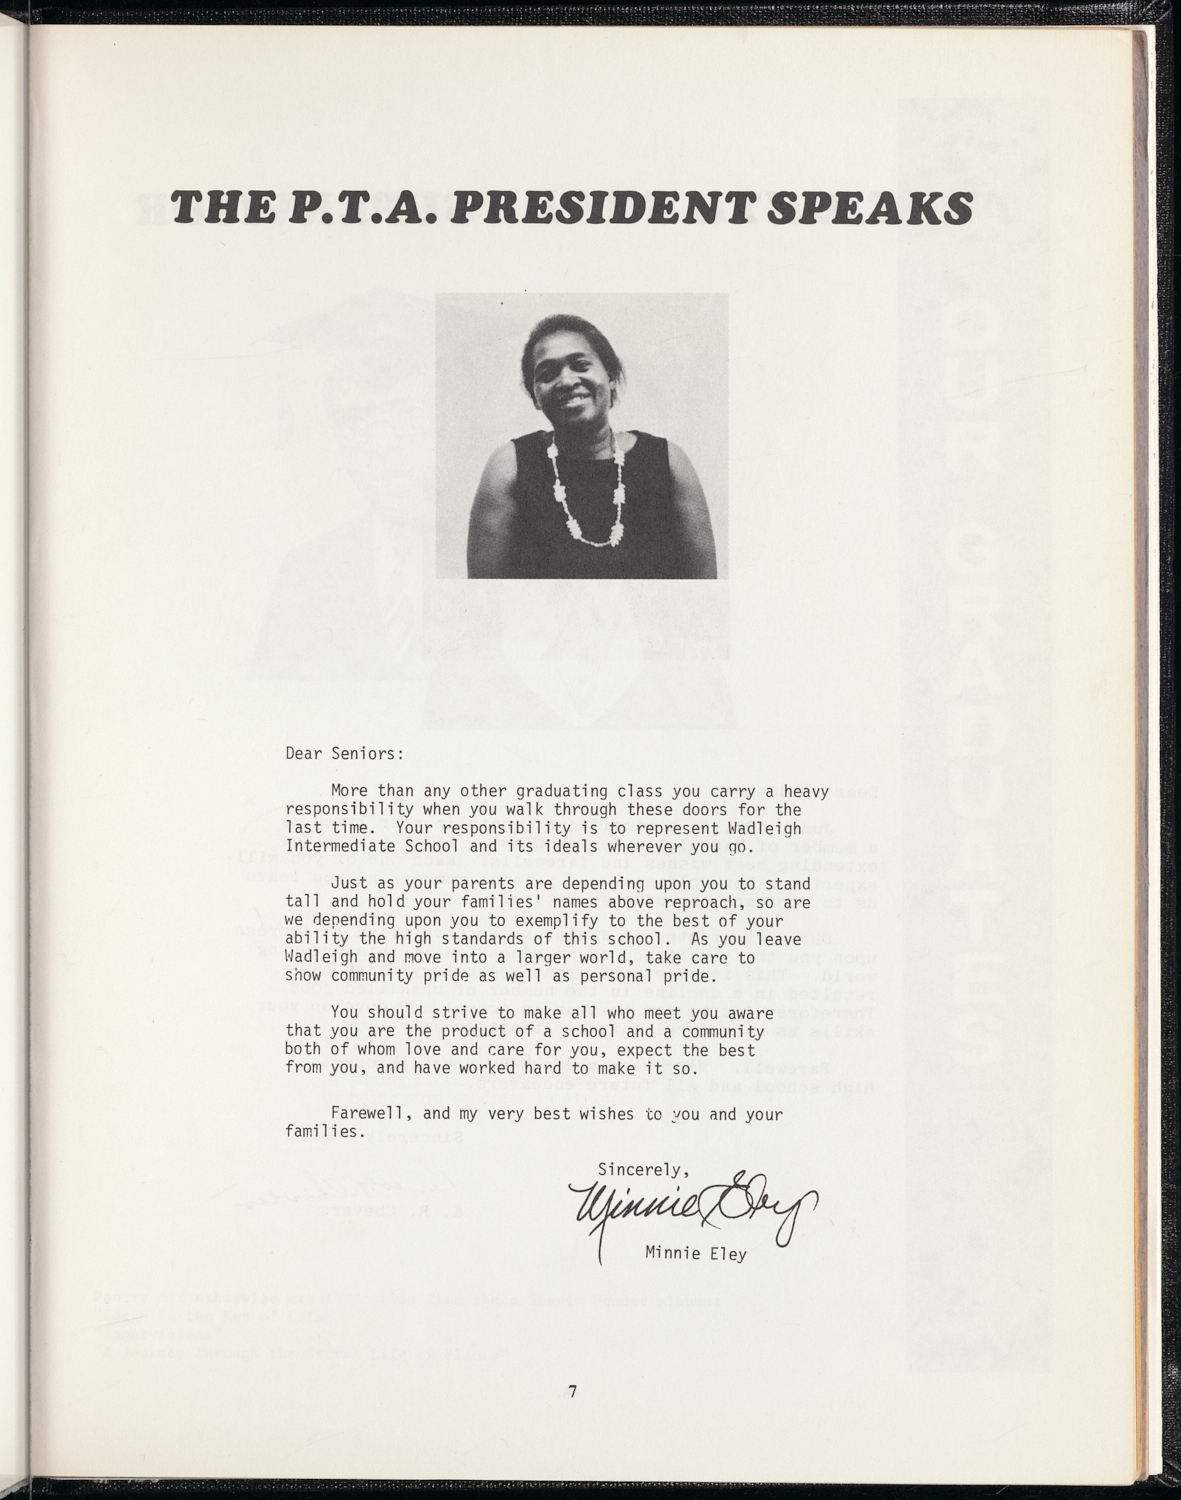 THE P.T.A. PRESIDENT SPEAKS
Dear Seniors:
More than any other graduating class you carry a heavy
responsibility when you walk through these doors for the
last time. Your responsibility is to represent Wadleigh
Intermediate School and its ideals wherever you go.
Just as your parents are depending upon you to stand
tall and hold your families' names above reproach, so are
we depending upon you to exemplify to the best of your
ability the high standards of this school. As you leave
Wadleigh and move into a larger world, take care to
show community pride as well as personal pride.
You should strive to make all who meet you aware
that you are the product of a school and a community
both of whom love and care for you, expect the best
from you, and have worked hard to make it so.
Farewell, and my very best wishes to you and your
families.
Sincerely,
Minnie Eley
Minnie Eley
7